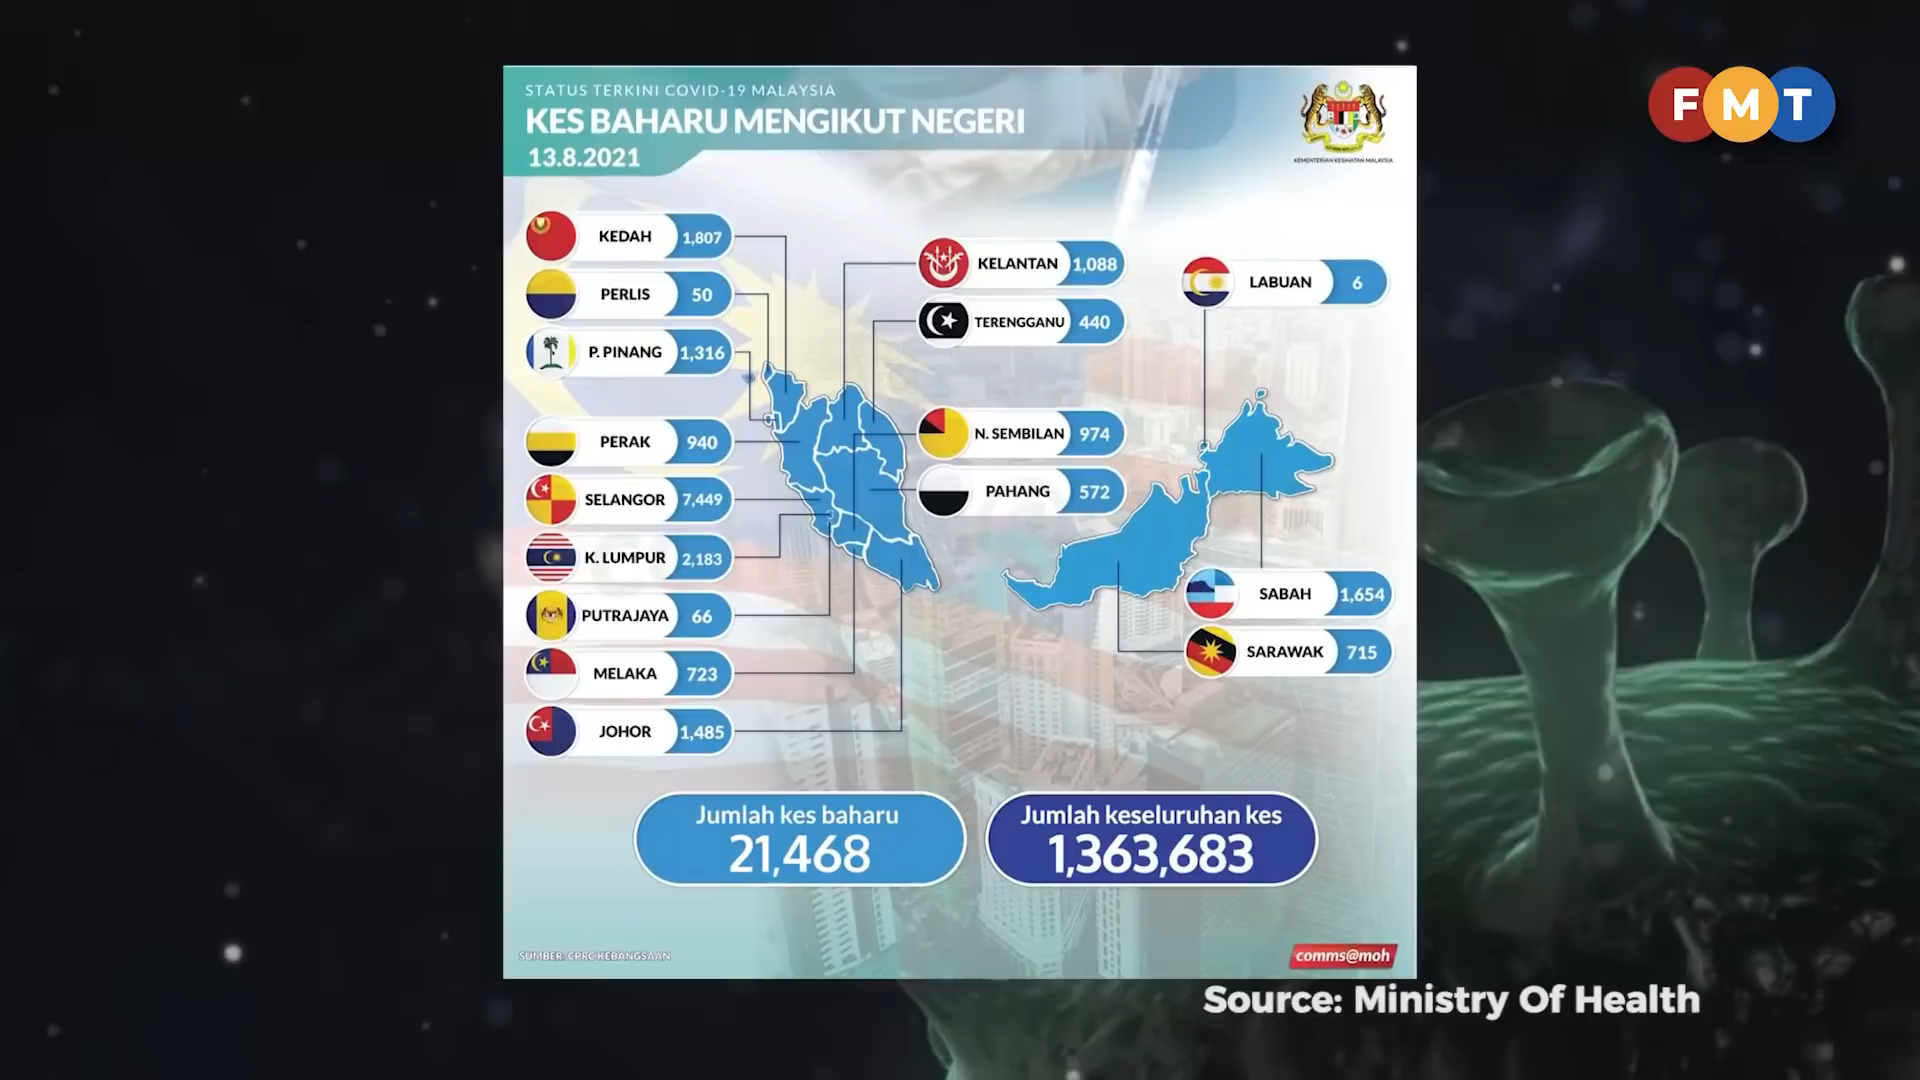 FMT
STATUS TERKINI COVID-19 MALAYSIA
KES BAHARU MENGIKUT NEGERI
13.8.2021
KEMENTERIAN KESIHATAN MALAYSIA
KEDAH 1,807
PERLIS 50
P. PINANG 1,316
PERAK 940
SELANGOR 7,449
K. LUMPUR 2,183
PUTRAJAYA 66
MELAKA 723
JOHOR 1,485
KELANTAN 1,088
TERENGGANU 440
N. SEMBILAN 974
PAHANG 572
LABUAN 6
SABAH 1,654
SARAWAK 715
Jumlah kes baharu
21,468
Jumlah keseluruhan kes
1,363,683
SUMBER: CPRC KEBANGSAAN
comms@moh
Source: Ministry Of Health